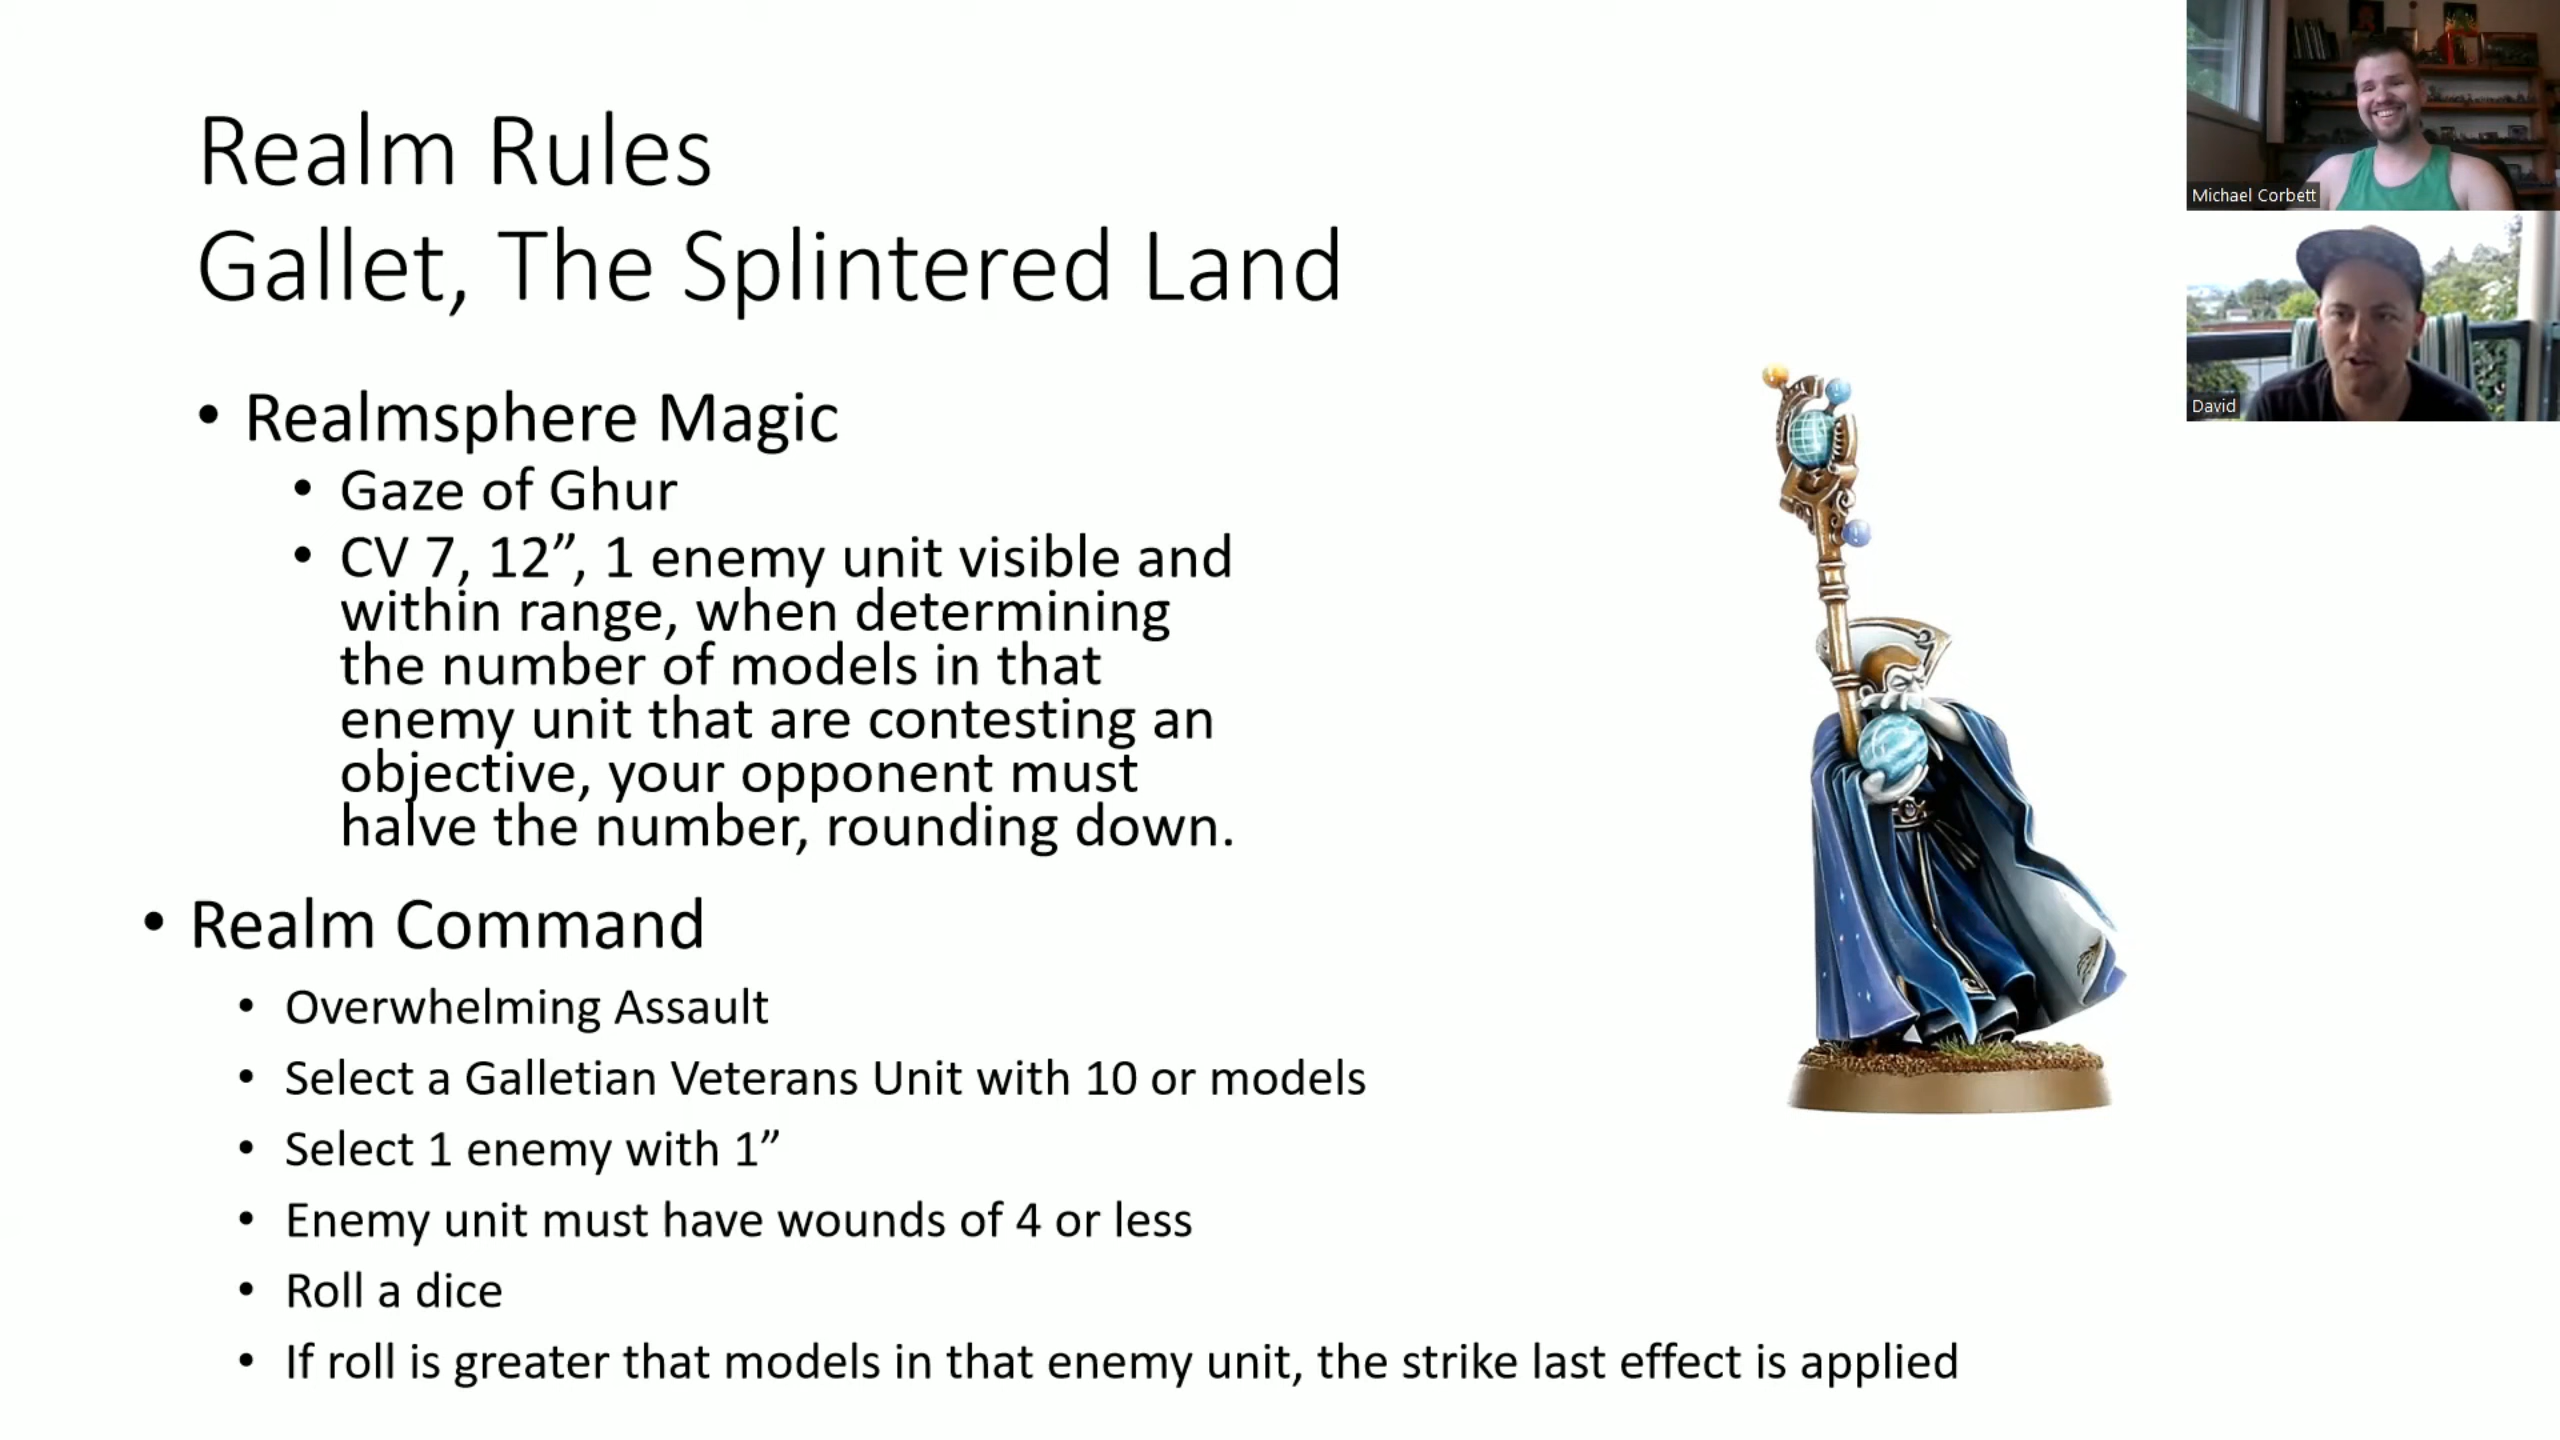 Realm Rules
Gallet, The Splintered Land
• Realmsphere Magic
• Gaze of Ghur
• CV 7, 12”, 1 enemy unit visible and
within range, when determining
the number of models in that
enemy unit that are contesting an
objective, your opponent must
halve the number, rounding down.
• Realm Command
• Overwhelming Assault
• Select a Galletian Veterans Unit with 10 or models
• Select 1 enemy with 1”
• Enemy unit must have wounds of 4 or less
• Roll a dice
• If roll is greater that models in that enemy unit, the strike last effect is applied
Michael Corbett
David